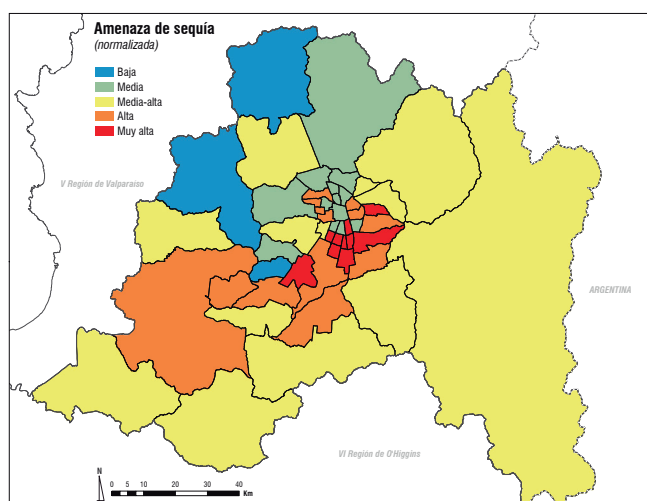 Amenaza de sequía
(normalizada)
Baja
Media
Media-alta
Alta
Muy alta
V Región de Valparaíso
ARGENTINA
VI Región de O'Higgins
N
0 5 10 20 30 40
Km